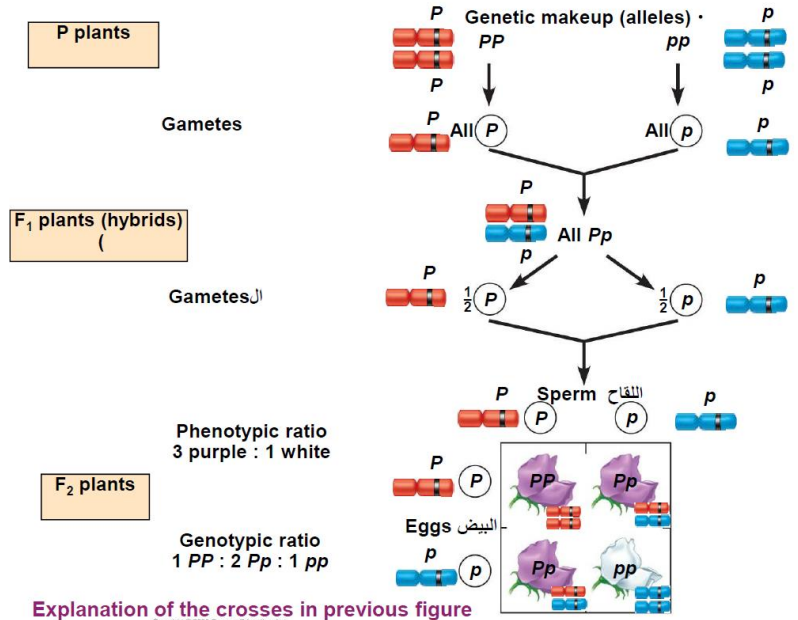 P
Genetic makeup (alleles) •
p
P plants
PP
pp
P
p
Gametes
P
All P
All p
p
F1 plants (hybrids)
(
P
All Pp
p
Gametesال
P
1/2 P
1/2 p
p
Sperm اللقاح
P
P
p
p
Phenotypic ratio
3 purple : 1 white
F2 plants
P
P
PP
Pp
Eggs البيض
Genotypic ratio
1 PP : 2 Pp : 1 pp
p
p
Pp
pp
Explanation of the crosses in previous figure